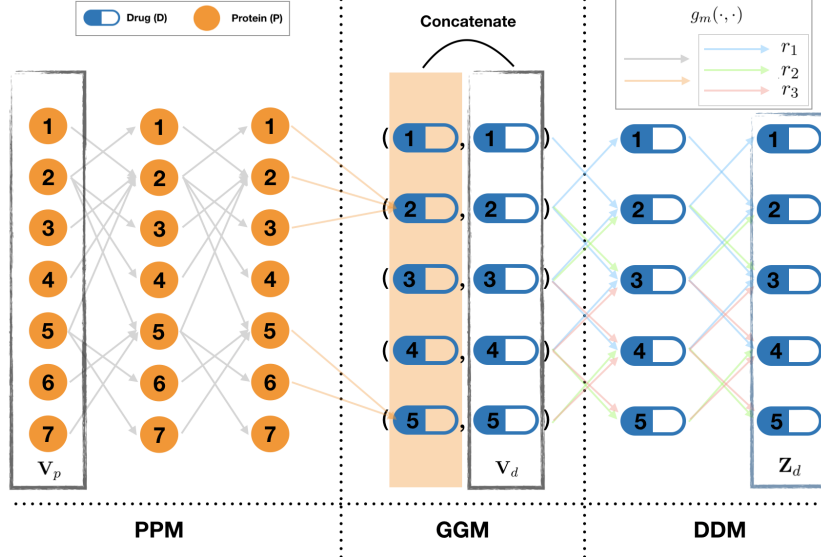 Drug (D) Protein (P)
Concatenate
g_m(·,·)
r_1
r_2
r_3
1 1 1 (1, 1) 1 1
2 2 2 (2, 2) 2 2
3 3 3 (3, 3) 3 3
4 4 4 (4, 4) 4 4
5 5 5 (5, 5) 5 5
6 6 6
7 7 7
V_p V_d Z_d
PPM GGM DDM